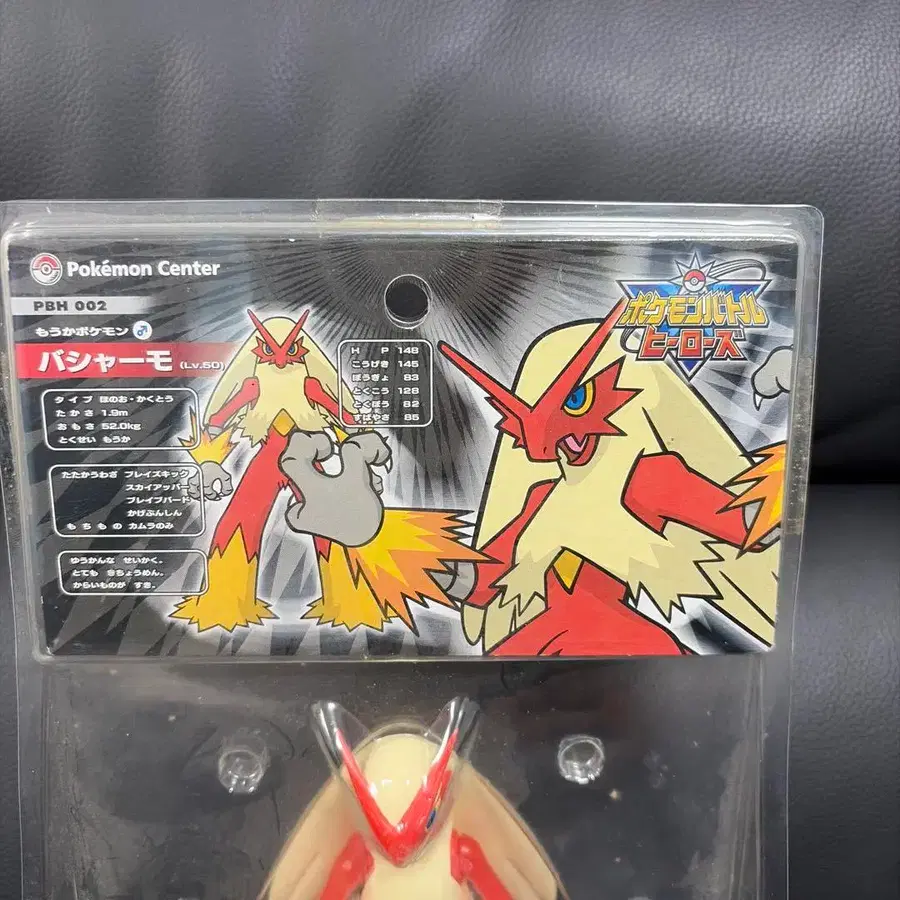 Pokémon Center
PBH 002
もうかポケモン ♂
バシャーモ (Lv.50)
タイプ ほのお・かくとう
たかさ 1.9m
おもさ 52.0kg
とくせい もうか
たたかうわざ ブレイズキック
スカイアッパー
ブレイブバード
かげぶんしん
もちもの カムラのみ
ゆうかんな せいかく。
とても きちょうめん。
からいものが すき。
HP 148
こうげき 145
ぼうぎょ 83
とくこう 128
とくぼう 82
すばやさ 85
ポケモンバトル
ヒーローズ